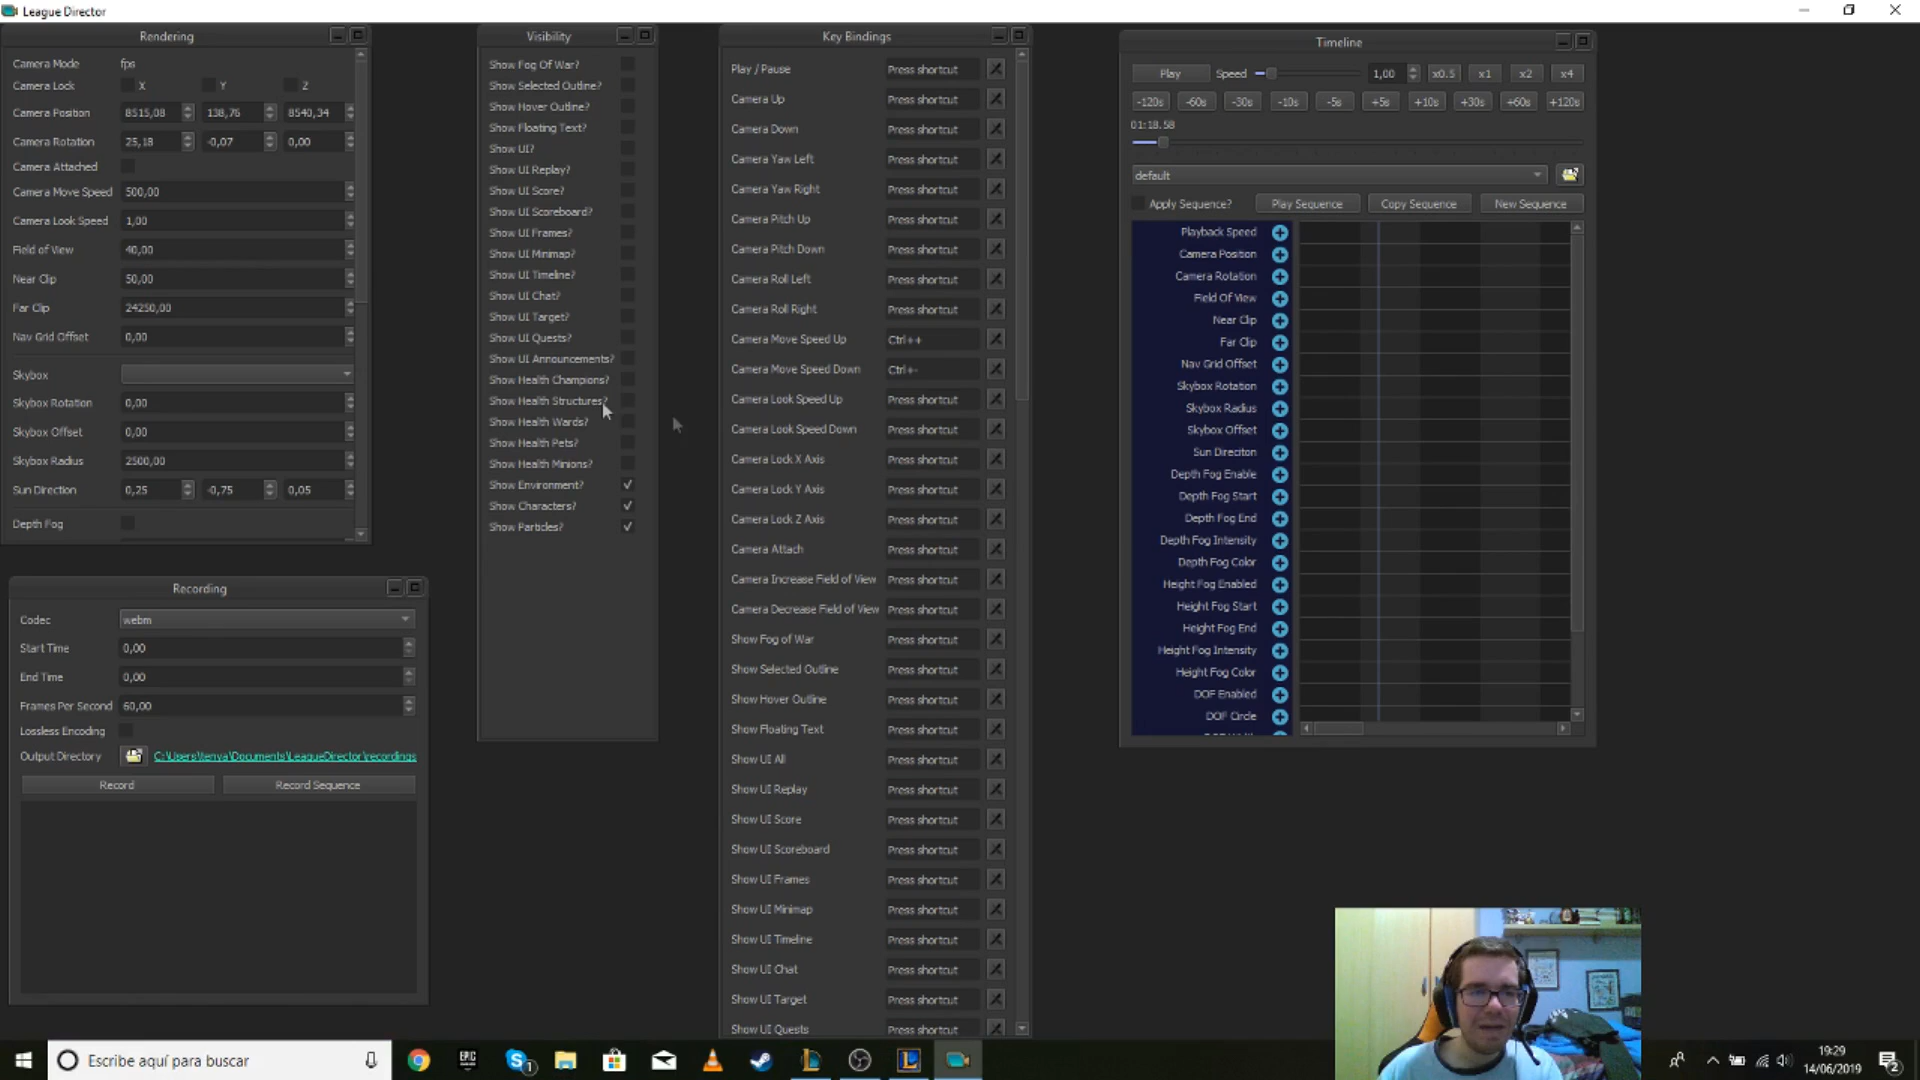 League Director
Rendering
Camera Mode fps
Camera Lock X Y Z
Camera Position 8515,08 138,76 8540,34
Camera Rotation 25,18 -0,07 0,00
Camera Attached
Camera Move Speed 500,00
Camera Look Speed 1,00
Field of View 40,00
Near Clip 50,00
Far Clip 24250,00
Nav Grid Offset 0,00
Skybox
Skybox Rotation 0,00
Skybox Offset 0,00
Skybox Radius 2500,00
Sun Direction 0,25 -0,75 0,05
Depth Fog
Recording
Codec webm
Start Time 0,00
End Time 0,00
Frames Per Second 60,00
Lossless Encoding
Output Directory C:\Users\tenya\Documents\LeagueDirector\recordings
Record Record Sequence
Visibility
Show Fog Of War?
Show Selected Outline?
Show Hover Outline?
Show Floating Text?
Show UI?
Show UI Replay?
Show UI Score?
Show UI Scoreboard?
Show UI Frames?
Show UI Minimap?
Show UI Timeline?
Show UI Chat?
Show UI Target?
Show UI Quests?
Show UI Announcements?
Show Health Champions?
Show Health Structures?
Show Health Wards?
Show Health Pets?
Show Health Minions?
Show Environment?
Show Characters?
Show Particles?
Key Bindings
Play / Pause Press shortcut
Camera Up Press shortcut
Camera Down Press shortcut
Camera Yaw Left Press shortcut
Camera Yaw Right Press shortcut
Camera Pitch Up Press shortcut
Camera Pitch Down Press shortcut
Camera Roll Left Press shortcut
Camera Roll Right Press shortcut
Camera Move Speed Up Ctrl++
Camera Move Speed Down Ctrl+-
Camera Look Speed Up Press shortcut
Camera Look Speed Down Press shortcut
Camera Lock X Axis Press shortcut
Camera Lock Y Axis Press shortcut
Camera Lock Z Axis Press shortcut
Camera Attach Press shortcut
Camera Increase Field of View Press shortcut
Camera Decrease Field of View Press shortcut
Show Fog of War Press shortcut
Show Selected Outline Press shortcut
Show Hover Outline Press shortcut
Show Floating Text Press shortcut
Show UI All Press shortcut
Show UI Replay Press shortcut
Show UI Score Press shortcut
Show UI Scoreboard Press shortcut
Show UI Frames Press shortcut
Show UI Minimap Press shortcut
Show UI Timeline Press shortcut
Show UI Chat Press shortcut
Show UI Target Press shortcut
Show UI Quests Press shortcut
Timeline
Play Speed 1,00 x0.5 x1 x2 x4
-120s -60s -30s -10s -5s +5s +10s +30s +60s +120s
01:18.58
default
Apply Sequence? Play Sequence Copy Sequence New Sequence
Playback Speed
Camera Position
Camera Rotation
Field Of View
Near Clip
Far Clip
Nav Grid Offset
Skybox Rotation
Skybox Radius
Skybox Offset
Sun Direciton
Depth Fog Enable
Depth Fog Start
Depth Fog End
Depth Fog Intensity
Depth Fog Color
Height Fog Enabled
Height Fog Start
Height Fog End
Height Fog Intensity
Height Fog Color
DOF Enabled
DOF Circle
Escribe aquí para buscar
EPIC
1
19:29
14/06/2019
2